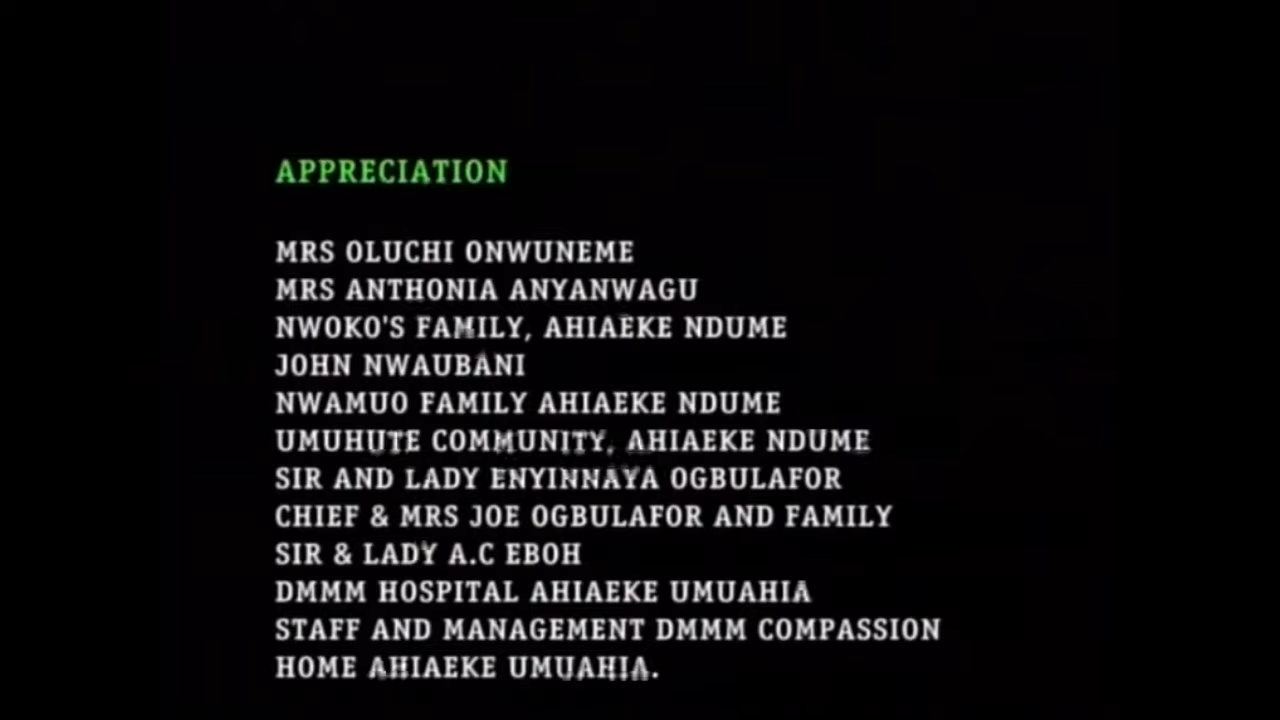 APPRECIATION
MRS OLUCHI ONWUNEME
MRS ANTHONIA ANYANWAGU
NWOKO'S FAMILY, AHIAEKE NDUME
JOHN NWAUBANI
NWAMUO FAMILY AHIAEKE NDUME
UMUHUTE COMMUNITY, AHIAEKE NDUME
SIR AND LADY ENYINNAYA OGBULAFOR
CHIEF & MRS JOE OGBULAFOR AND FAMILY
SIR & LADY A.C EBOH
DMMM HOSPITAL AHIAEKE UMUAHIA
STAFF AND MANAGEMENT DMMM COMPASSION
HOME AHIAEKE UMUAHIA.